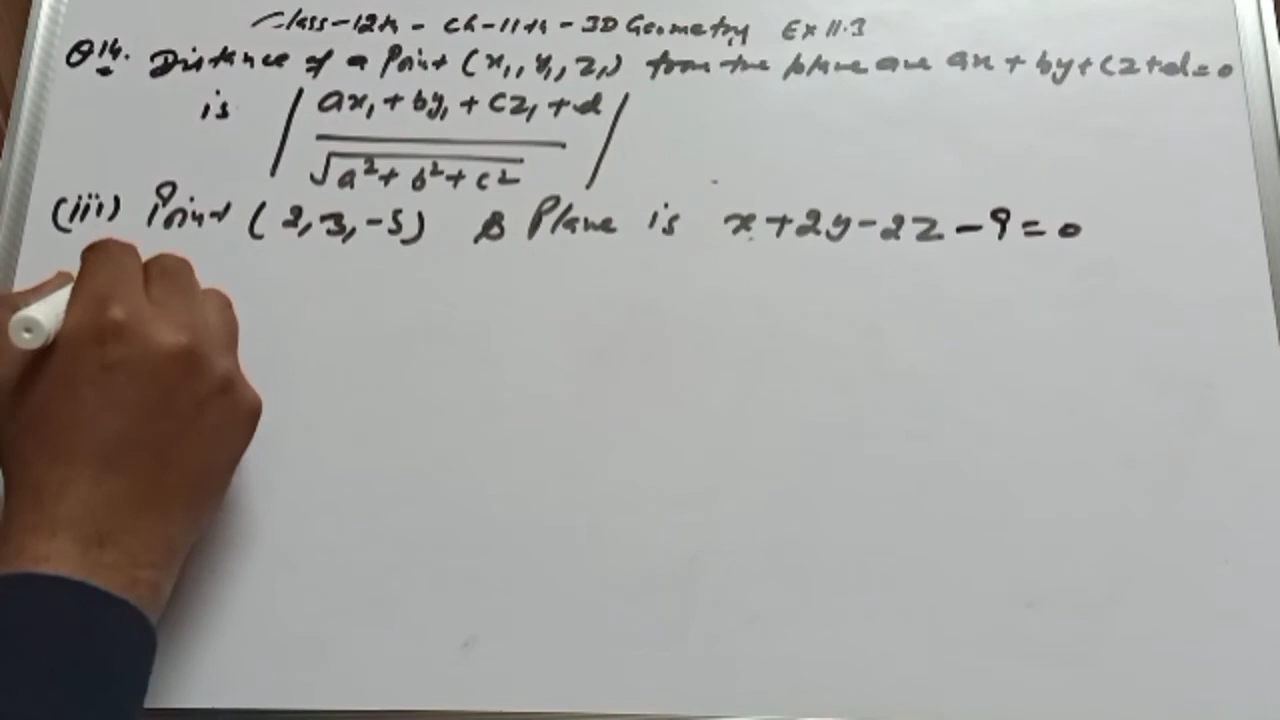 Class-12th - Ch-11th - 3D Geometry Ex 11.3
Q14. Distance of a Point (x₁, y₁, z₁) from the plane are ax + by + cz + d = 0
is | ax₁ + by₁ + cz₁ + d / √a² + b² + c² |
(iii) Point (2, 3, -5) & Plane is x + 2y - 2z - 9 = 0